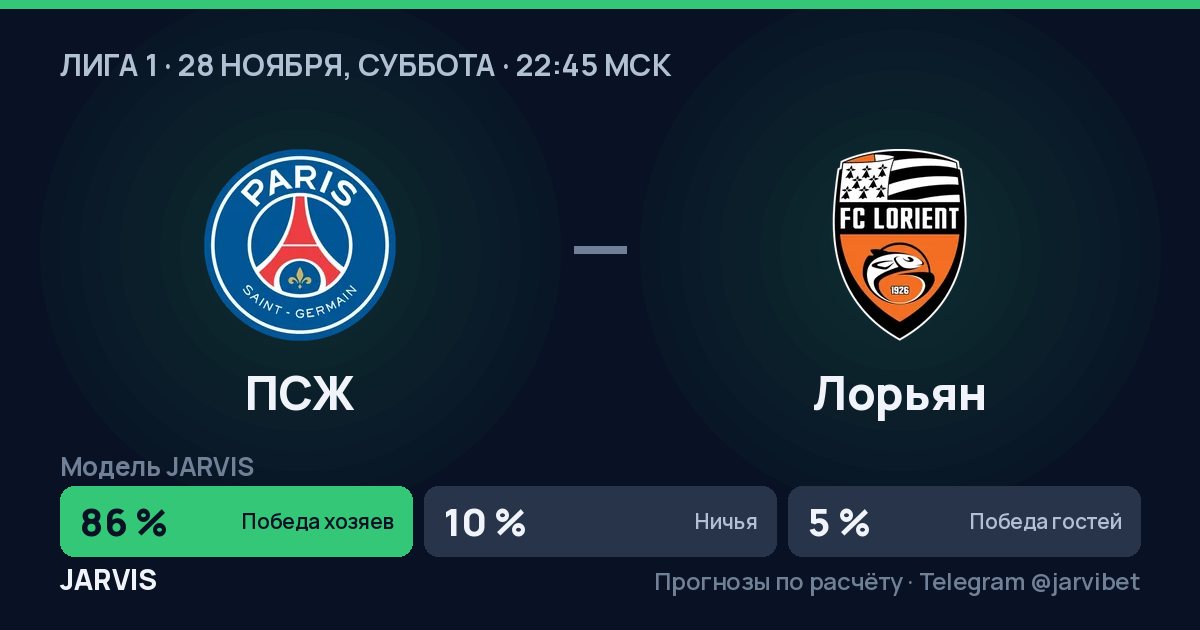 ЛИГА 1 · 28 НОЯБРЯ, СУББОТА · 22:45 МСК
PARIS
SAINT - GERMAIN
FC LORIENT
1926
ПСЖ
—
Лорьян
Модель JARVIS
86 % Победа хозяев
10 % Ничья
5 % Победа гостей
JARVIS
Прогнозы по расчёту · Telegram @jarvibet